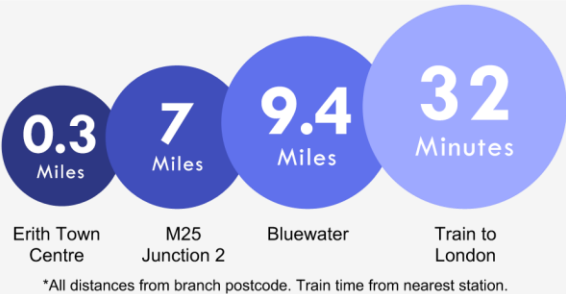 0.3
Miles
7
Miles
9.4
Miles
32
Minutes
Erith Town
Centre
M25
Junction 2
Bluewater
Train to
London
*All distances from branch postcode. Train time from nearest station.